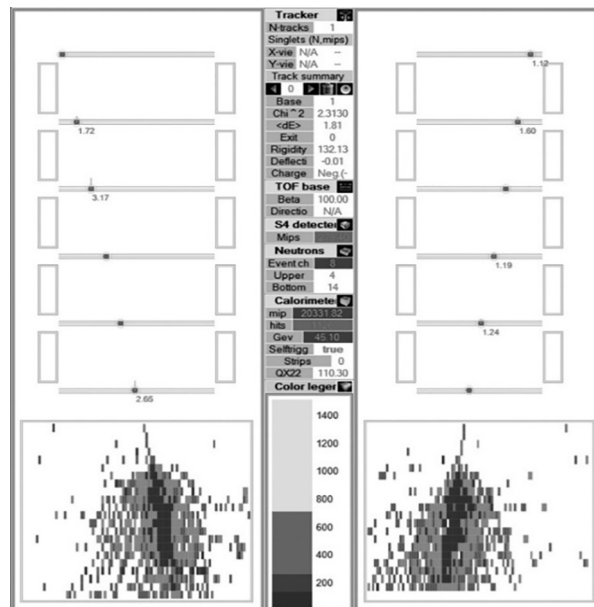 Tracker
N-tracks 1
Singlets (N,mips)
X-vie N/A --
Y-vie N/A --
Track summary
0
Base 1
Chi^2 2.3130
<dE> 1.81
Exit 0
Rigidity 132.13
Deflecti -0.01
Charge Neg.(-
TOF base
Beta 100.00
Directio N/A
S4 detecte
Mips
Neutrons
Event ch 8
Upper 4
Bottom 14
Calorimete
mip 20331.82
hits
Gev 45.10
Selftrigg true
Strips 0
QX22 110.30
Color leger
1400
1200
1000
800
600
400
200
1.72
3.17
2.65
1.12
1.60
1.19
1.24